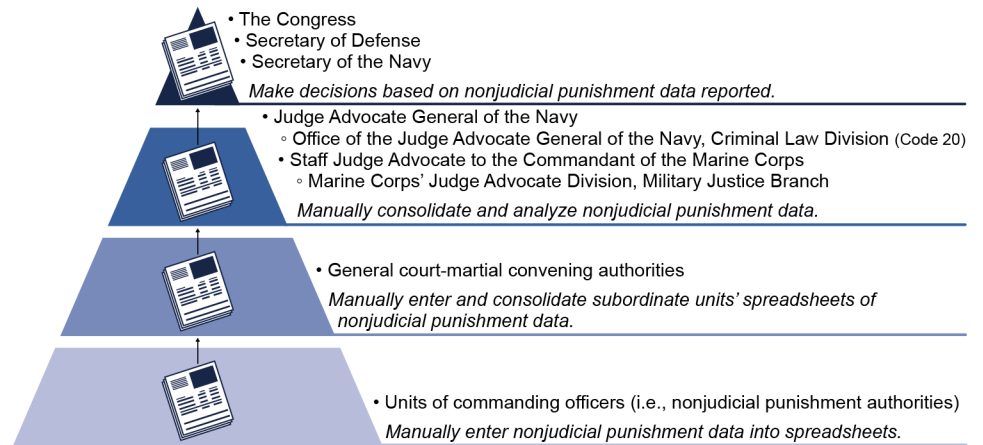 • The Congress
• Secretary of Defense
• Secretary of the Navy
Make decisions based on nonjudicial punishment data reported.
• Judge Advocate General of the Navy
◦ Office of the Judge Advocate General of the Navy, Criminal Law Division (Code 20)
• Staff Judge Advocate to the Commandant of the Marine Corps
◦ Marine Corps’ Judge Advocate Division, Military Justice Branch
Manually consolidate and analyze nonjudicial punishment data.
• General court-martial convening authorities
Manually enter and consolidate subordinate units’ spreadsheets of
nonjudicial punishment data.
• Units of commanding officers (i.e., nonjudicial punishment authorities)
Manually enter nonjudicial punishment data into spreadsheets.